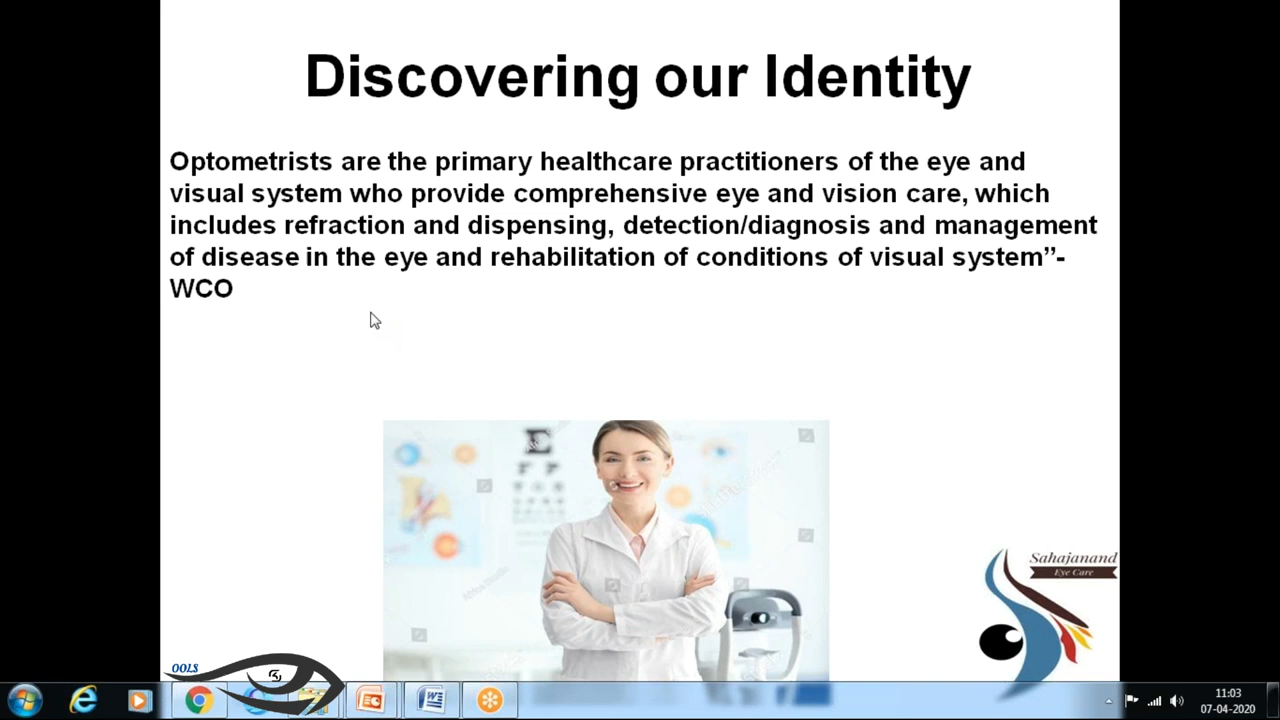 Discovering our Identity
Optometrists are the primary healthcare practitioners of the eye and
visual system who provide comprehensive eye and vision care, which
includes refraction and dispensing, detection/diagnosis and management
of disease in the eye and rehabilitation of conditions of visual system”-
WCO
E
F P
Sahajanand
Eye Care
OOLS
11:03
07-04-2020